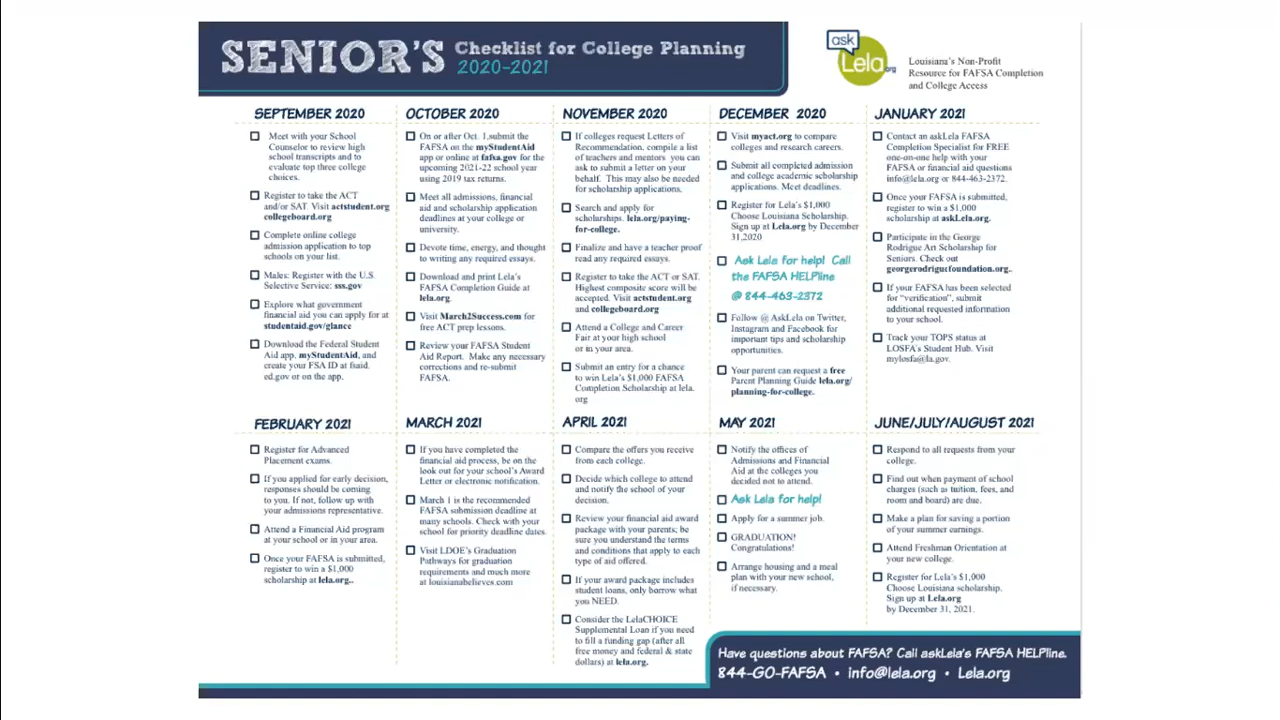 SENIOR'S Checklist for College Planning
2020-2021
ask
Lela.org
Louisiana's Non-Profit
Resource for FAFSA Completion
and College Access
SEPTEMBER 2020
Meet with your School
Counselor to review high
school transcripts and to
evaluate top three college
choices.
Register to take the ACT
and/or SAT. Visit actstudent.org
collegeboard.org
Complete online college
admission application to top
schools on your list.
Males: Register with the U.S.
Selective Service: sss.gov
Explore what government
financial aid you can apply for at
studentaid.gov/glance
Download the Federal Student
Aid app, myStudentAid, and
create your FSA ID at fsaid.
ed.gov or on the app.
OCTOBER 2020
On or after Oct. 1,submit the
FAFSA on the myStudentAid
app or online at fafsa.gov for the
upcoming 2021-22 school year
using 2019 tax returns.
Meet all admissions, financial
aid and scholarship application
deadlines at your college or
university.
Devote time, energy, and thought
to writing any required essays.
Download and print Lela's
FAFSA Completion Guide at
lela.org.
Visit March2Success.com for
free ACT prep lessons.
Review your FAFSA Student
Aid Report. Make any necessary
corrections and re-submit
FAFSA.
NOVEMBER 2020
If colleges request Letters of
Recommendation, compile a list
of teachers and mentors you can
ask to submit a letter on your
behalf. This may also be needed
for scholarship applications.
Search and apply for
scholarships. lela.org/paying-
for-college.
Finalize and have a teacher proof
read any required essays.
Register to take the ACT or SAT.
Highest composite score will be
accepted. Visit actstudent.org
and collegeboard.org
Attend a College and Career
Fair at your high school
or in your area.
Submit an entry for a chance
to win Lela's $1,000 FAFSA
Completion Scholarship at lela.
org
DECEMBER 2020
Visit myact.org to compare
colleges and research careers.
Submit all completed admission
and college academic scholarship
applications. Meet deadlines.
Register for Lela's $1,000
Choose Louisiana Scholarship.
Sign up at Lela.org by December
31,2020
Ask Lela for help! Call
the FAFSA HELPline
@ 844-463-2372
Follow @ AskLela on Twitter,
Instagram and Facebook for
important tips and scholarship
opportunities.
Your parent can request a free
Parent Planning Guide lela.org/
planning-for-college.
JANUARY 2021
Contact an askLela FAFSA
Completion Specialist for FREE
one-on-one help with your
FAFSA or financial aid questions
info@lela.org or 844-463-2372.
Once your FAFSA is submitted,
register to win a $1,000
scholarship at askLela.org.
Participate in the George
Rodrigue Art Scholarship for
Seniors. Check out
georgerodriguefoundation.org..
If your FAFSA has been selected
for "verification", submit
additional requested information
to your school.
Track your TOPS status at
LOSFA's Student Hub. Visit
mylosfa@la.gov.
FEBRUARY 2021
Register for Advanced
Placement exams.
If you applied for early decision,
responses should be coming
to you. If not, follow up with
your admissions representative.
Attend a Financial Aid program
at your school or in your area.
Once your FAFSA is submitted,
register to win a $1,000
scholarship at lela.org..
MARCH 2021
If you have completed the
financial aid process, be on the
look out for your school's Award
Letter or electronic notification.
March 1 is the recommended
FAFSA submission deadline at
many schools. Check with your
school for priority deadline dates.
Visit LDOE's Graduation
Pathways for graduation
requirements and much more
at louisianabelieves.com
APRIL 2021
Compare the offers you receive
from each college.
Decide which college to attend
and notify the school of your
decision.
Review your financial aid award
package with your parents; be
sure you understand the terms
and conditions that apply to each
type of aid offered.
If your award package includes
student loans, only borrow what
you NEED.
Consider the LelaCHOICE
Supplemental Loan if you need
to fill a funding gap (after all
free money and federal & state
dollars) at lela.org.
MAY 2021
Notify the offices of
Admissions and Financial
Aid at the colleges you
decided not to attend.
Ask Lela for help!
Apply for a summer job.
GRADUATION!
Congratulations!
Arrange housing and a meal
plan with your new school,
if necessary.
JUNE/JULY/AUGUST 2021
Respond to all requests from your
college.
Find out when payment of school
charges (such as tuition, fees, and
room and board) are due.
Make a plan for saving a portion
of your summer earnings.
Attend Freshman Orientation at
your new college.
Register for Lela's $1,000
Choose Louisiana scholarship.
Sign up at Lela.org
by December 31, 2021.
Have questions about FAFSA? Call askLela's FAFSA HELPline.
844-GO-FAFSA • info@lela.org • Lela.org